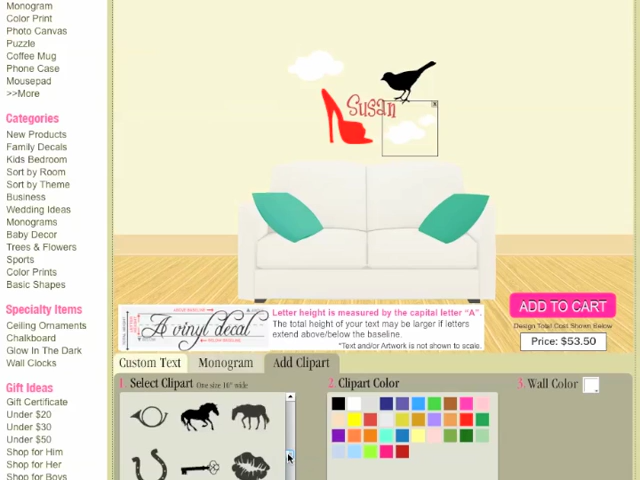 Monogram
Color Print
Photo Canvas
Puzzle
Coffee Mug
Phone Case
Mousepad
>>More
Categories
New Products
Family Decals
Kids Bedroom
Sort by Room
Sort by Theme
Business
Wedding Ideas
Monograms
Baby Decor
Trees & Flowers
Sports
Color Prints
Basic Shapes
Specialty Items
Ceiling Ornaments
Chalkboard
Glow In The Dark
Wall Clocks
Gift Ideas
Gift Certificate
Under $20
Under $30
Under $50
Shop for Him
Shop for Her
Shop for Boys
Susan
A vinyl decal
Letter height is measured by the capital letter "A".
The total height of your text may be larger if letters
extend above/below the baseline.
*Text and/or Artwork is not shown to scale.
ADD TO CART
Design Total Cost Shown Below
Price: $53.50
Custom Text
Monogram
Add Clipart
1. Select Clipart One size 10" wide
2. Clipart Color
3. Wall Color